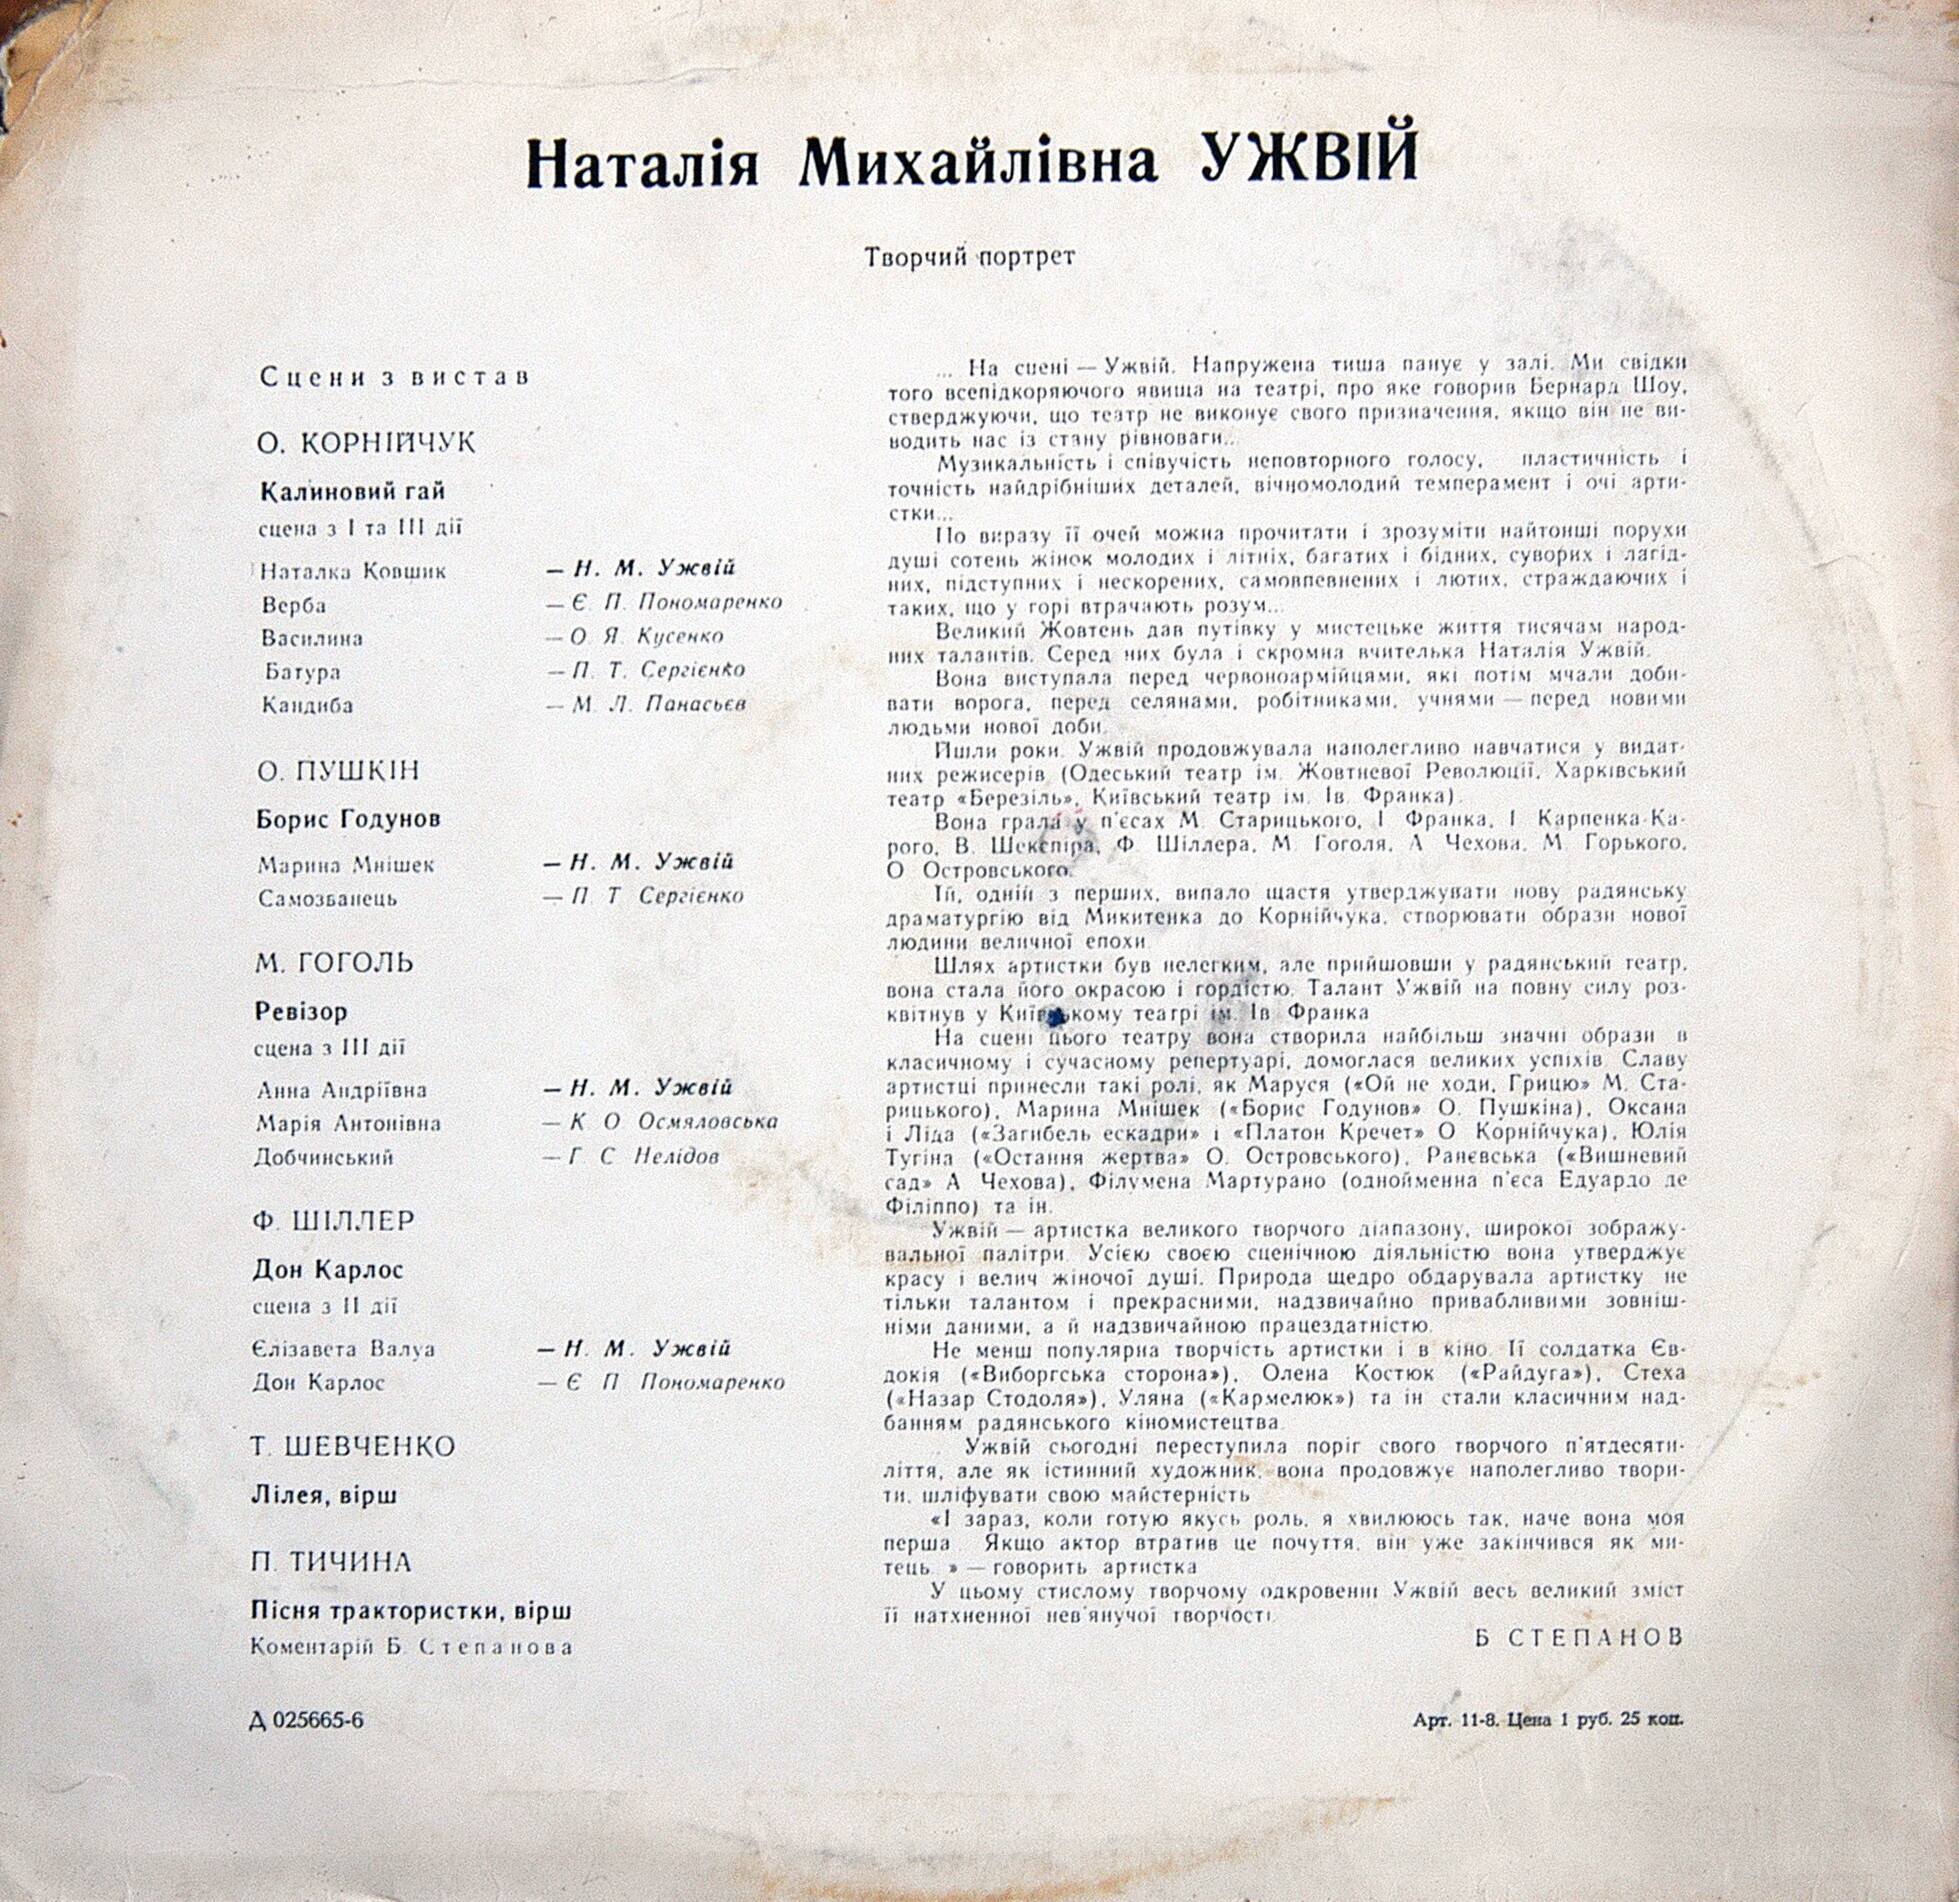 Наталія Михайлівна УЖВІЙ
Творчий портрет
Сцени з вистав
О. КОРНІЙЧУК
Калиновий гай
сцена з I та III дії
Наталка Ковшик — Н. М. Ужвій
Верба — Є. П. Пономаренко
Василина — О. Я. Кусенко
Батура — П. Т. Сергієнко
Кандиба — М. Л. Панасьєв
О. ПУШКІН
Борис Годунов
Марина Мнішек — Н. М. Ужвій
Самозванець — П. Т. Сергієнко
М. ГОГОЛЬ
Ревізор
сцена з III дії
Анна Андріївна — Н. М. Ужвій
Марія Антонівна — К. О. Осмяловська
Добчинський — Г. С. Нелідов
Ф. ШІЛЛЕР
Дон Карлос
сцена з II дії
Єлізавета Валуа — Н. М. Ужвій
Дон Карлос — Є. П. Пономаренко
Т. ШЕВЧЕНКО
Лілея, вірш
П. ТИЧИНА
Пісня трактористки, вірш
Коментарій Б. Степанова
Д 025665-6
... На сцені — Ужвій. Напружена тиша панує у залі. Ми свідки
того всепідкоряючого явища на театрі, про яке говорив Бернард Шоу,
стверджуючи, що театр не виконує свого призначення, якщо він не ви-
водить нас із стану рівноваги...
Музикальність і співучість неповторного голосу, пластичність і
точність найдрібніших деталей, вічномолодий темперамент і очі арти-
стки...
По виразу її очей можна прочитати і зрозуміти найтонші порухи
душі сотень жінок молодих і літніх, багатих і бідних, суворих і лагід-
них, підступних і нескорених, самовпевнених і лютих, страждаючих і
таких, що у горі втрачають розум...
Великий Жовтень дав путівку у мистецьке життя тисячам народ-
них талантів. Серед них була і скромна вчителька Наталія Ужвій.
Вона виступала перед червоноармійцями, які потім мчали доби-
вати ворога, перед селянами, робітниками, учнями — перед новими
людьми нової доби.
Йшли роки. Ужвій продовжувала наполегливо навчатися у видат-
них режисерів (Одеський театр ім. Жовтневої Революції, Харківський
театр «Березіль», Київський театр ім. Ів. Франка).
Вона грала у п'єсах М. Старицького, І. Франка, І. Карпенка-Ка-
рого, В. Шекспіра, Ф. Шіллера, М. Гоголя, А. Чехова, М. Горького,
О. Островського.
Їй, одній з перших, випало щастя утверджувати нову радянську
драматургію від Микитенка до Корнійчука, створювати образи нової
людини величної епохи.
Шлях артистки був нелегким, але прийшовши у радянський театр,
вона стала його окрасою і гордістю. Талант Ужвій на повну силу роз-
квітнув у Київському театрі ім. Ів. Франка
На сцені цього театру вона створила найбільш значні образи в
класичному і сучасному репертуарі, домоглася великих успіхів. Славу
артистці принесли такі ролі, як Маруся («Ой не ходи, Грицю» М. Ста-
рицького), Марина Мнішек («Борис Годунов» О. Пушкіна), Оксана
і Ліда («Загибель ескадри» і «Платон Кречет» О. Корнійчука), Юлія
Тугіна («Остання жертва» О. Островського), Раневська («Вишневий
сад» А. Чехова), Філумена Мартурано (однойменна п'єса Едуардо де
Філіппо) та ін.
Ужвій — артистка великого творчого діапазону, широкої зображу-
вальної палітри. Усією своєю сценічною діяльністю вона утверджує
красу і велич жіночої душі. Природа щедро обдарувала артистку не
тільки талантом і прекрасними, надзвичайно привабливими зовніш-
німи даними, а й надзвичайною працездатністю.
Не менш популярна творчість артистки і в кіно. Її солдатка Єв-
докія («Виборгська сторона»), Олена Костюк («Райдуга»), Стеха
(«Назар Стодоля»), Уляна («Кармелюк») та ін. стали класичним над-
банням радянського кіномистецтва.
Ужвій сьогодні переступила поріг свого творчого п'ятдесяти-
ліття, але як істинний художник, вона продовжує наполегливо твори-
ти, шліфувати свою майстерність
«І зараз, коли готую якусь роль, я хвилююсь так, наче вона моя
перша. Якщо актор втратив це почуття, він уже закінчився як ми-
тець...» — говорить артистка
У цьому стислому творчому одкровенні Ужвій весь великий зміст
її натхненної нев'янучої творчості.
Б. СТЕПАНОВ
Арт. 11-8. Цена 1 руб. 25 коп.